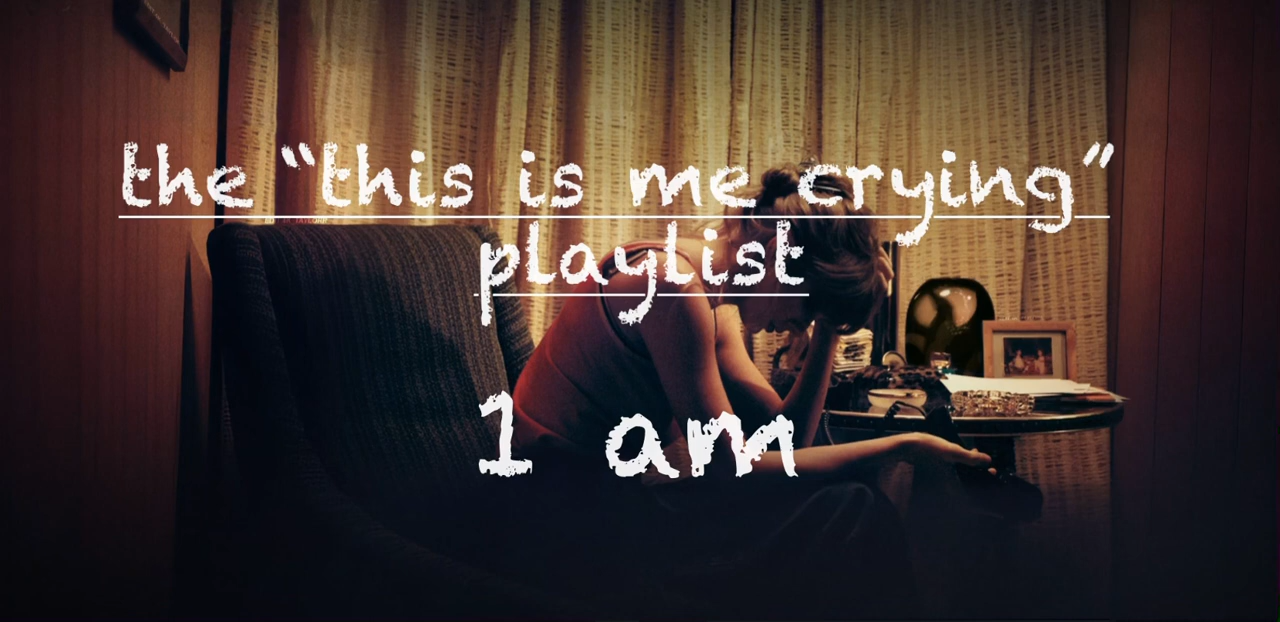 the “this is me crying”
playlist
1 am